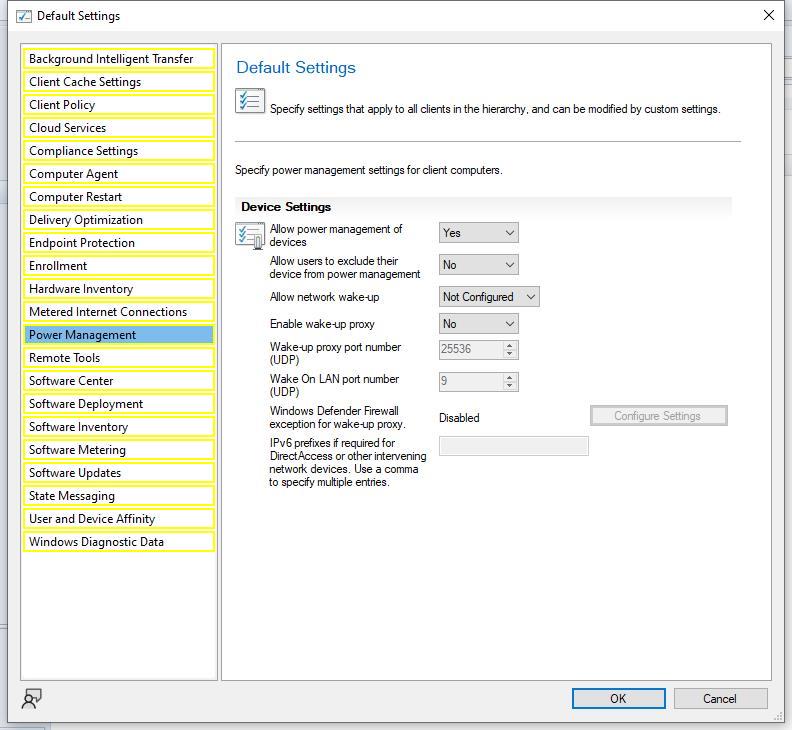 Default Settings
Background Intelligent Transfer
Client Cache Settings
Client Policy
Cloud Services
Compliance Settings
Computer Agent
Computer Restart
Delivery Optimization
Endpoint Protection
Enrollment
Hardware Inventory
Metered Internet Connections
Power Management
Remote Tools
Software Center
Software Deployment
Software Inventory
Software Metering
Software Updates
State Messaging
User and Device Affinity
Windows Diagnostic Data
Default Settings
Specify settings that apply to all clients in the hierarchy, and can be modified by custom settings.
Specify power management settings for client computers.
Device Settings
Allow power management of
devices
Yes
Allow users to exclude their
device from power management
No
Allow network wake-up
Not Configured
Enable wake-up proxy
No
Wake-up proxy port number
(UDP)
25536
Wake On LAN port number
(UDP)
9
Windows Defender Firewall
exception for wake-up proxy.
Disabled
Configure Settings
IPv6 prefixes if required for
DirectAccess or other intervening
network devices. Use a comma
to specify multiple entries.
OK
Cancel